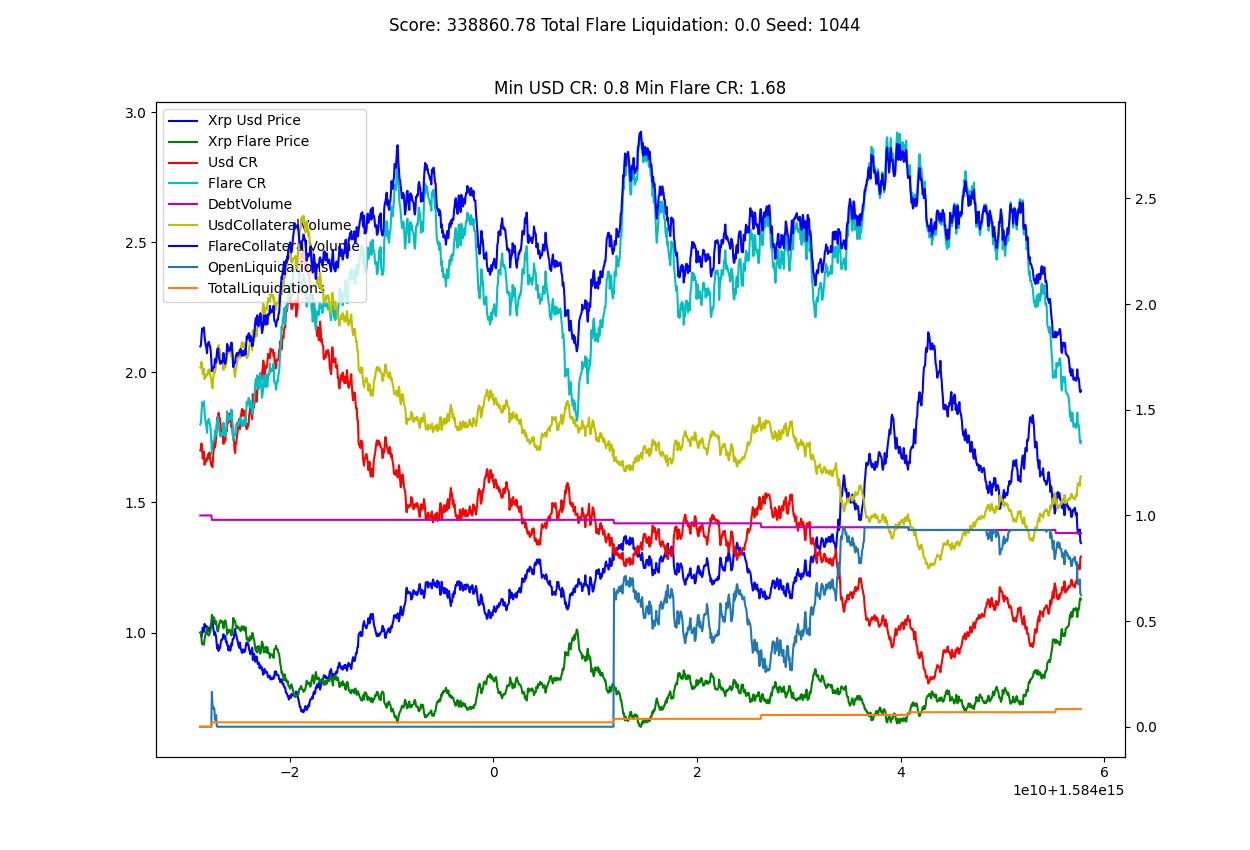 Score: 338860.78 Total Flare Liquidation: 0.0 Seed: 1044
Min USD CR: 0.8 Min Flare CR: 1.68
Xrp Usd Price
Xrp Flare Price
Usd CR
Flare CR
DebtVolume
UsdCollateralVolume
FlareCollateralVolume
OpenLiquidations
TotalLiquidations
3.0
2.5
2.0
1.5
1.0
2.5
2.0
1.5
1.0
0.5
0.0
−2 0 2 4 6
1e10+1.584e15